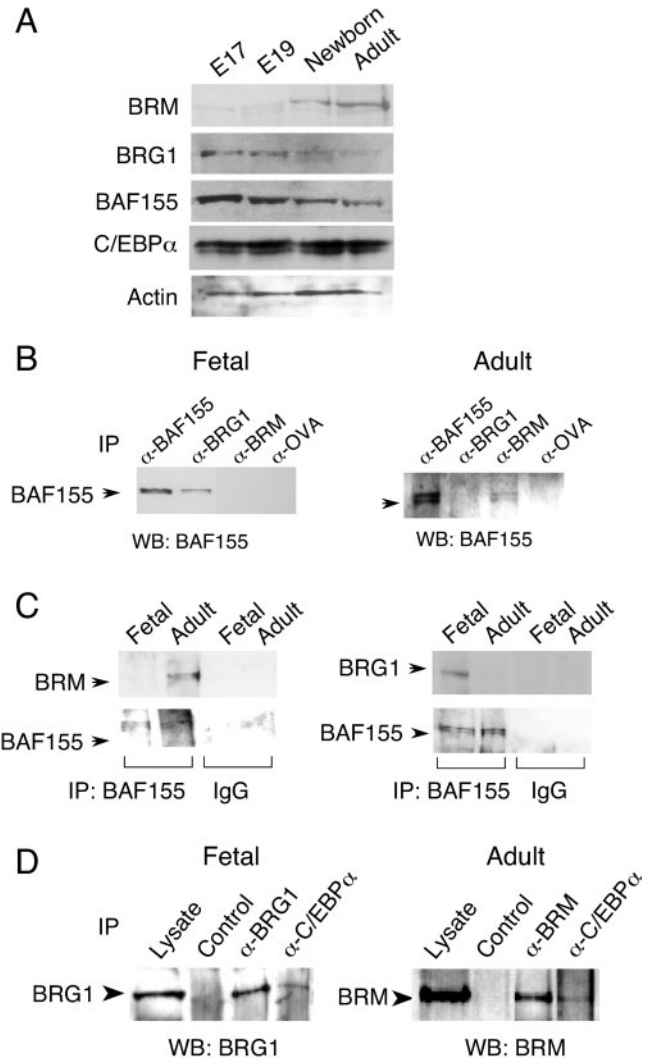 A
E17 E19 Newborn Adult
BRM
BRG1
BAF155
C/EBPα
Actin
B
Fetal Adult
IP α-BAF155 α-BRG1 α-BRM α-OVA α-BAF155 α-BRG1 α-BRM α-OVA
BAF155
WB: BAF155 WB: BAF155
C
Fetal Adult Fetal Adult Fetal Adult Fetal Adult
BRM BRG1
BAF155 BAF155
IP: BAF155 IgG IP: BAF155 IgG
D
Fetal Adult
IP Lysate Control α-BRG1 α-C/EBPα Lysate Control α-BRM α-C/EBPα
BRG1 BRM
WB: BRG1 WB: BRM